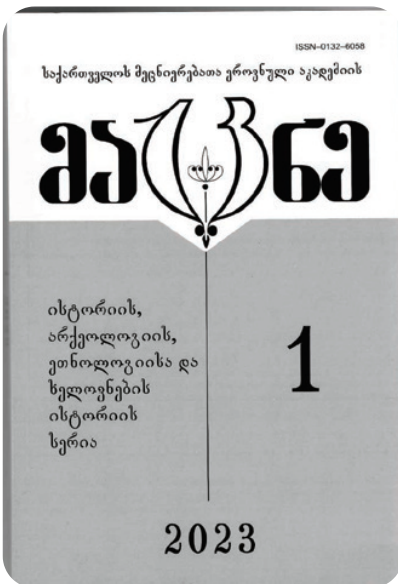 ISSN–0132–6058
საქართველოს მეცნიერებათა ეროვნული აკადემიის
მაცნე
ისტორიის,
არქეოლოგიის,
ეთნოლოგიისა და
ხელოვნების
ისტორიის
სერია
1
2023